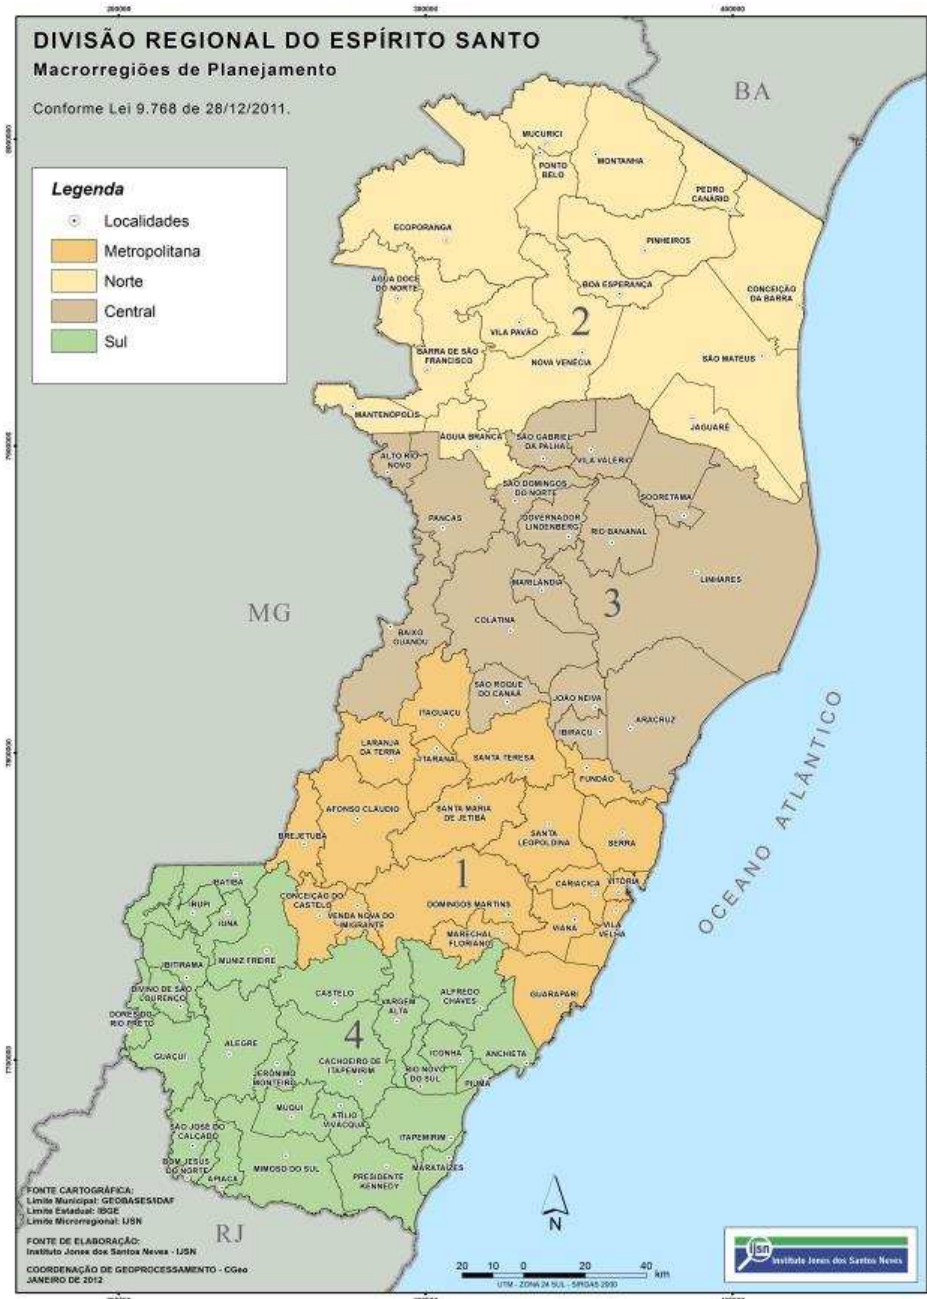 DIVISÃO REGIONAL DO ESPÍRITO SANTO
Macrorregiões de Planejamento
Conforme Lei 9.768 de 28/12/2011.
Legenda
Localidades
Metropolitana
Norte
Central
Sul
BA
MG
RJ
OCEANO ATLÂNTICO
2
MUCURICI
PONTO
BELO
MONTANHA
PEDRO
CANÁRIO
ECOPORANGA
PINHEIROS
ÁGUA DOCE
DO NORTE
BOA ESPERANÇA
CONCEIÇÃO
DA BARRA
VILA PAVÃO
BARRA DE SÃO
FRANCISCO
NOVA VENÉCIA
SÃO MATEUS
MANTENÓPOLIS
JAGUARÉ
ÁGUIA BRANCA
3
SÃO GABRIEL
DA PALHA
VILA VALÉRIO
ALTO RIO
NOVO
SÃO DOMINGOS
DO NORTE
SOORETAMA
PANCAS
GOVERNADOR
LINDENBERG
RIO BANANAL
LINHARES
MARILÂNDIA
COLATINA
BAIXO
GUANDU
SÃO ROQUE
DO CANAÃ
JOÃO NEIVA
IBIRAÇU
ARACRUZ
1
ITAGUAÇU
LARANJA
DA TERRA
ITARANA
SANTA TERESA
FUNDÃO
AFONSO CLÁUDIO
SANTA MARIA
DE JETIBÁ
SANTA
LEOPOLDINA
SERRA
BREJETUBA
CARIACICA
VITÓRIA
CONCEIÇÃO DO
CASTELO
VENDA NOVA DO
IMIGRANTE
DOMINGOS MARTINS
MARECHAL
FLORIANO
VIANA
VILA
VELHA
GUARAPARI
4
IBATIBA
IRUPI
IÚNA
IBITIRAMA
MUNIZ FREIRE
DIVINO DE SÃO
LOURENÇO
CASTELO
VARGEM
ALTA
ALFREDO
CHAVES
DORES DO
RIO PRETO
GUAÇUÍ
ALEGRE
CACHOEIRO DE
ITAPEMIRIM
ICONHA
ANCHIETA
JERÔNIMO
MONTEIRO
RIO NOVO
DO SUL
PIÚMA
MUQUI
ATÍLIO
VIVACQUA
SÃO JOSÉ DO
CALÇADO
ITAPEMIRIM
BOM JESUS
DO NORTE
APIACÁ
MIMOSO DO SUL
PRESIDENTE
KENNEDY
MARATAÍZES
FONTE CARTOGRÁFICA:
Limite Municipal: GEOBASES/IDAF
Limite Estadual: IBGE
Limite Microrregional: IJSN
FONTE DE ELABORAÇÃO:
Instituto Jones dos Santos Neves - IJSN
COORDENAÇÃO DE GEOPROCESSAMENTO - CGeo
JANEIRO DE 2012
N
20 10 0 20 40 km
UTM - ZONA 24 SUL - SIRGAS 2000
ijsn
Instituto Jones dos Santos Neves